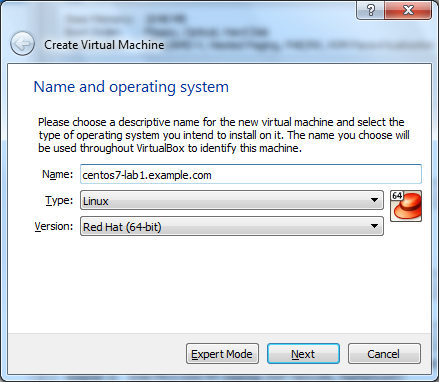 ?
Create Virtual Machine
Name and operating system
Please choose a descriptive name for the new virtual machine and select the
type of operating system you intend to install on it. The name you choose will
be used throughout VirtualBox to identify this machine.
Name: centos7-lab1.example.com
Type: Linux
64
Version: Red Hat (64-bit)
Expert Mode Next Cancel